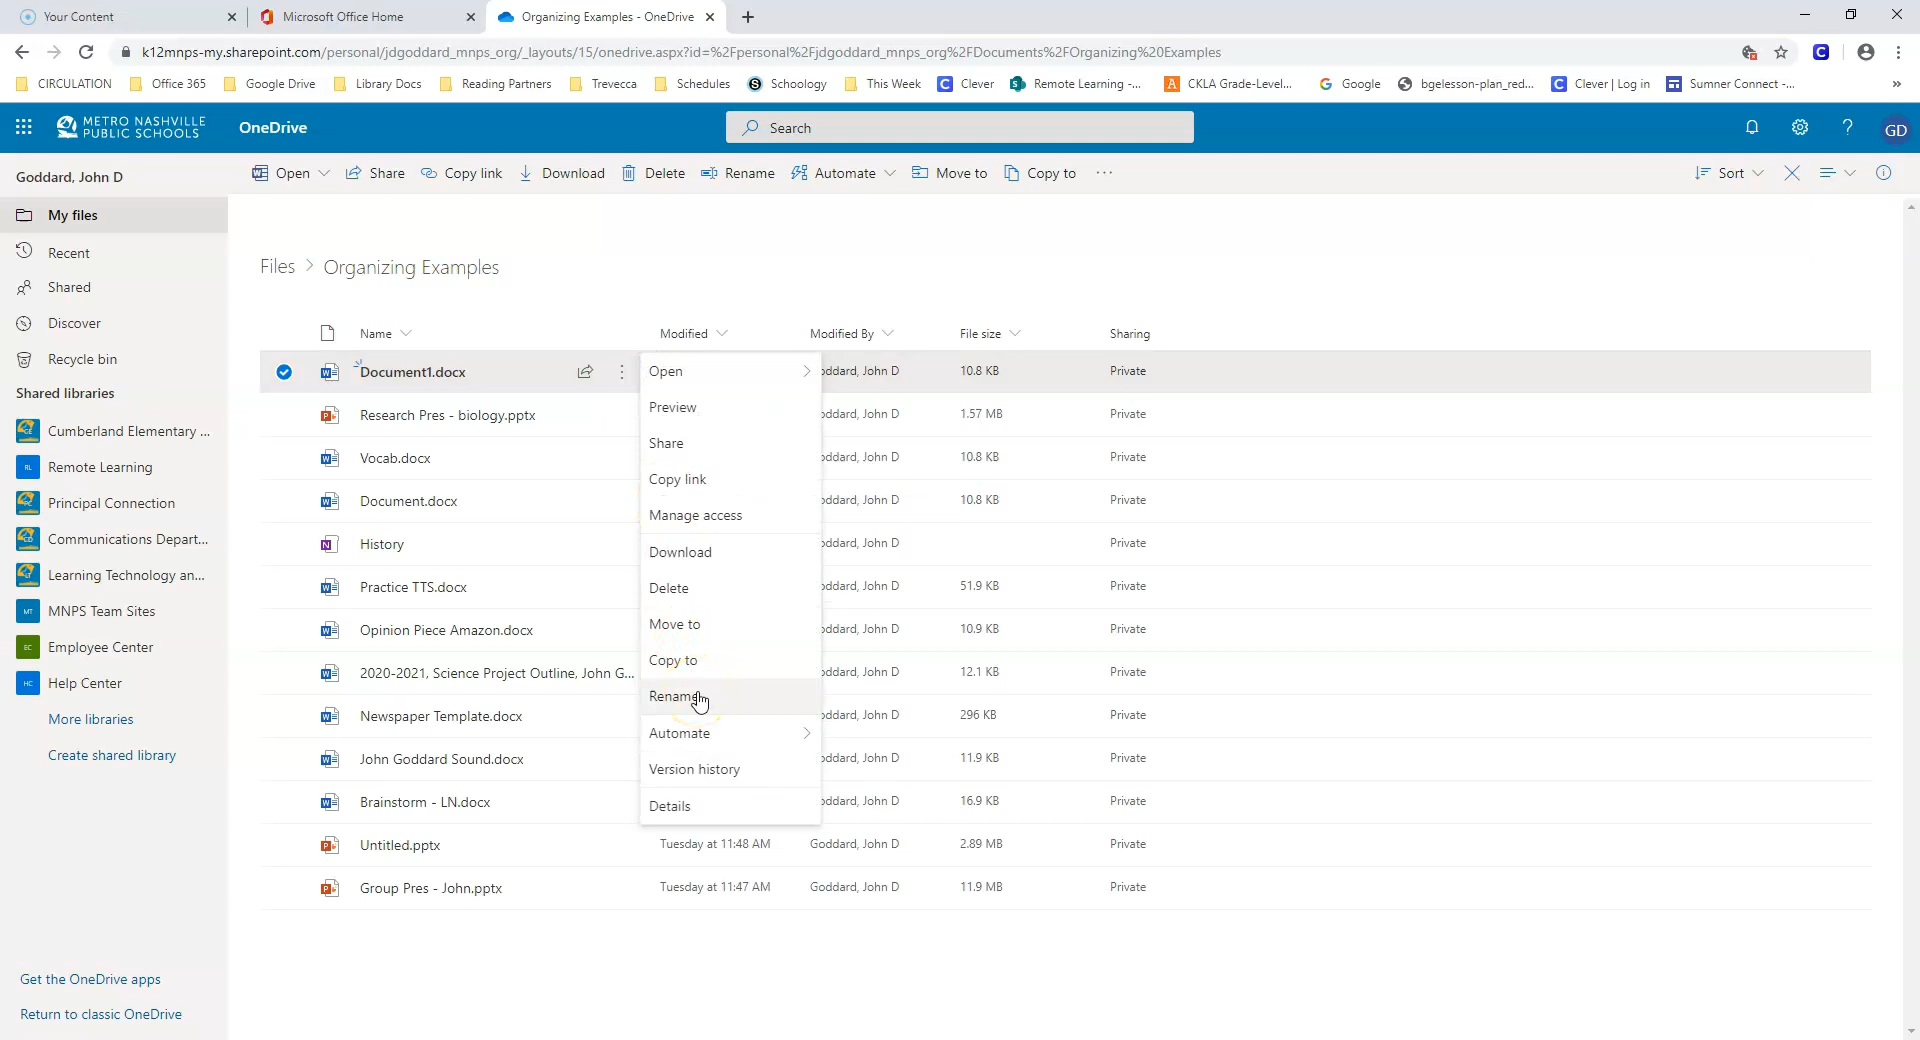 Your Content
Microsoft Office Home
Organizing Examples - OneDrive
k12mnps-my.sharepoint.com/personal/jdgoddard_mnps_org/_layouts/15/onedrive.aspx?id=%2Fpersonal%2Fjdgoddard_mnps_org%2FDocuments%2FOrganizing%20Examples
CIRCULATION Office 365 Google Drive Library Docs Reading Partners Trevecca Schedules Schoology This Week Clever Remote Learning -... CKLA Grade-Level... Google bgelesson-plan_red... Clever | Log in Sumner Connect -... »
METRO NASHVILLE
PUBLIC SCHOOLS
OneDrive
Search
? GD
Goddard, John D
Open Share Copy link Download Delete Rename Automate Move to Copy to ... Sort
My files
Recent
Shared
Discover
Recycle bin
Shared libraries
Cumberland Elementary ...
RL Remote Learning
Principal Connection
CD Communications Depart...
LT Learning Technology an...
MT MNPS Team Sites
EC Employee Center
HC Help Center
More libraries
Create shared library
Get the OneDrive apps
Return to classic OneDrive
Files > Organizing Examples
Name Modified Modified By File size Sharing
Document1.docx oddard, John D 10.8 KB Private
Research Pres - biology.pptx oddard, John D 1.57 MB Private
Vocab.docx oddard, John D 10.8 KB Private
Document.docx oddard, John D 10.8 KB Private
History oddard, John D Private
Practice TTS.docx oddard, John D 51.9 KB Private
Opinion Piece Amazon.docx oddard, John D 10.9 KB Private
2020-2021, Science Project Outline, John G... oddard, John D 12.1 KB Private
Newspaper Template.docx oddard, John D 296 KB Private
John Goddard Sound.docx oddard, John D 11.9 KB Private
Brainstorm - LN.docx oddard, John D 16.9 KB Private
Untitled.pptx Tuesday at 11:48 AM Goddard, John D 2.89 MB Private
Group Pres - John.pptx Tuesday at 11:47 AM Goddard, John D 11.9 MB Private
Open
Preview
Share
Copy link
Manage access
Download
Delete
Move to
Copy to
Rename
Automate
Version history
Details